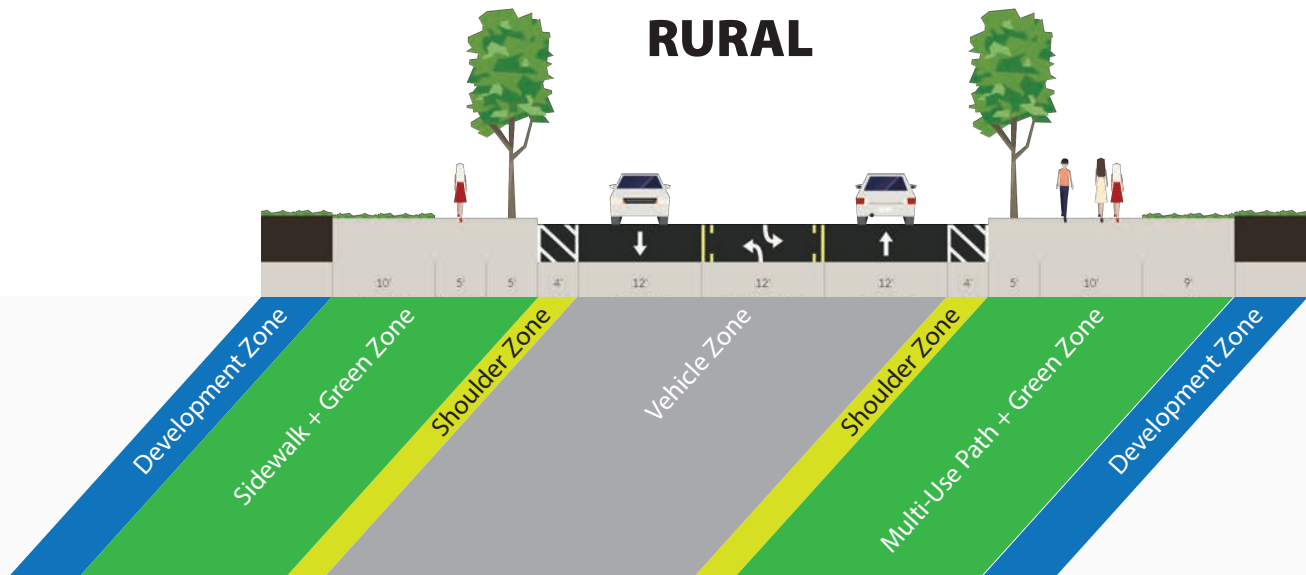 RURAL
10'
5'
5'
4'
12'
12'
12'
4'
5'
10'
9'
Development Zone
Sidewalk + Green Zone
Shoulder Zone
Vehicle Zone
Shoulder Zone
Multi-Use Path + Green Zone
Development Zone